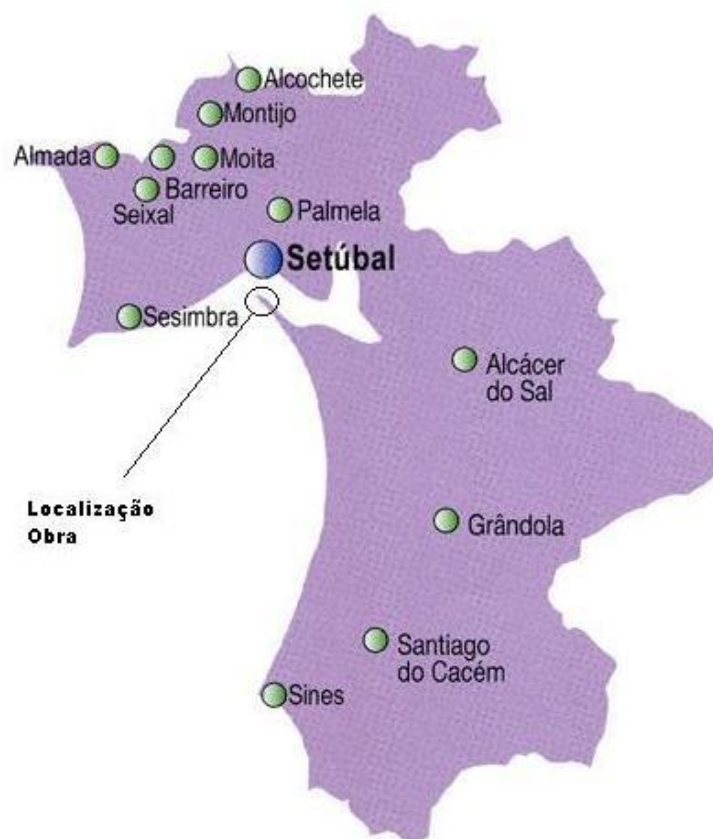 Alcochete
Montijo
Almada
Moita
Barreiro
Seixal
Palmela
Setúbal
Sesimbra
Alcácer
do Sal
Localização
Obra
Grândola
Santiago
do Cacém
Sines